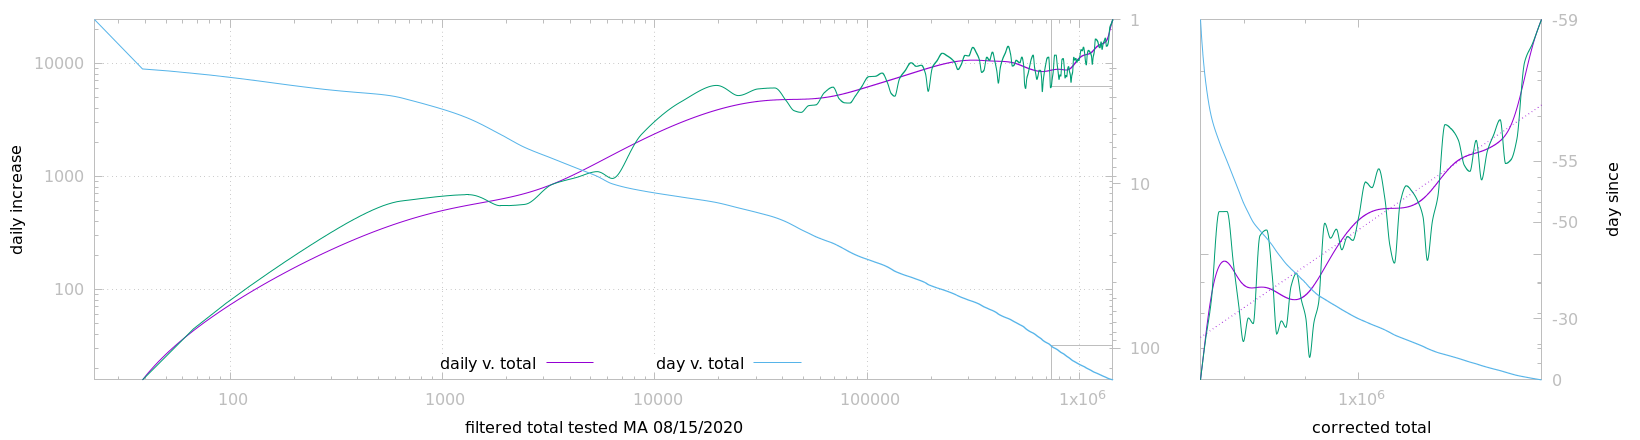 daily increase
10000
1000
100
100
1000
10000
100000
1x10^6
1
10
100
daily v. total
day v. total
filtered total tested MA 08/15/2020
-59
-55
-50
-30
0
day since
1x10^6
corrected total